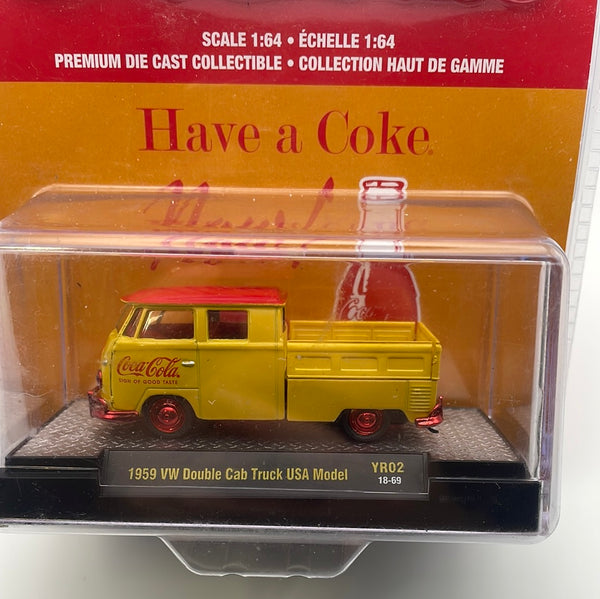 SCALE 1:64 • ÉCHELLE 1:64
PREMIUM DIE CAST COLLECTIBLE • COLLECTION HAUT DE GAMME
Have a Coke®
Coca-Cola®
SIGN OF GOOD TASTE
1959 VW Double Cab Truck USA Model
YR02
18-69